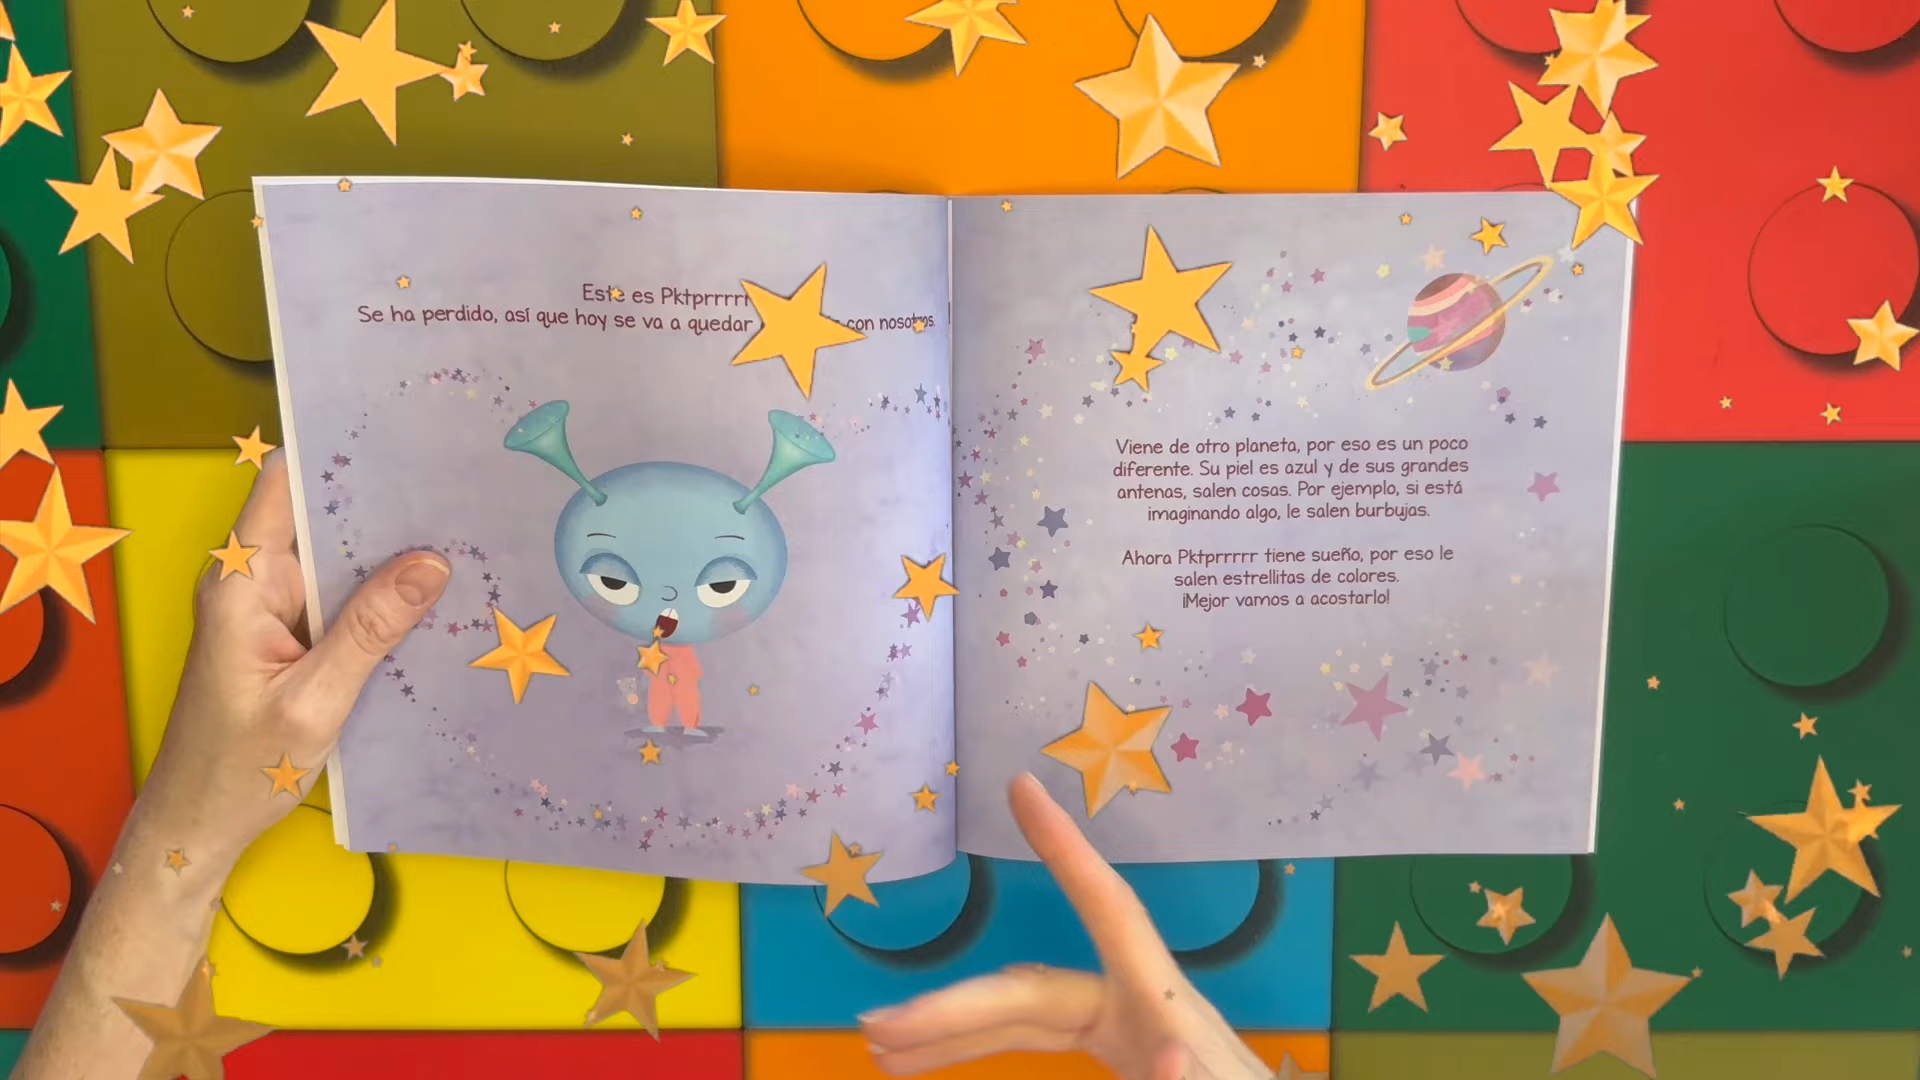 Este es Pktprrrrr
Se ha perdido, así que hoy se va a quedar con nosotros.
Viene de otro planeta, por eso es un poco
diferente. Su piel es azul y de sus grandes
antenas, salen cosas. Por ejemplo, si está
imaginando algo, le salen burbujas.
Ahora Pktprrrrr tiene sueño, por eso le
salen estrellitas de colores.
¡Mejor vamos a acostarlo!